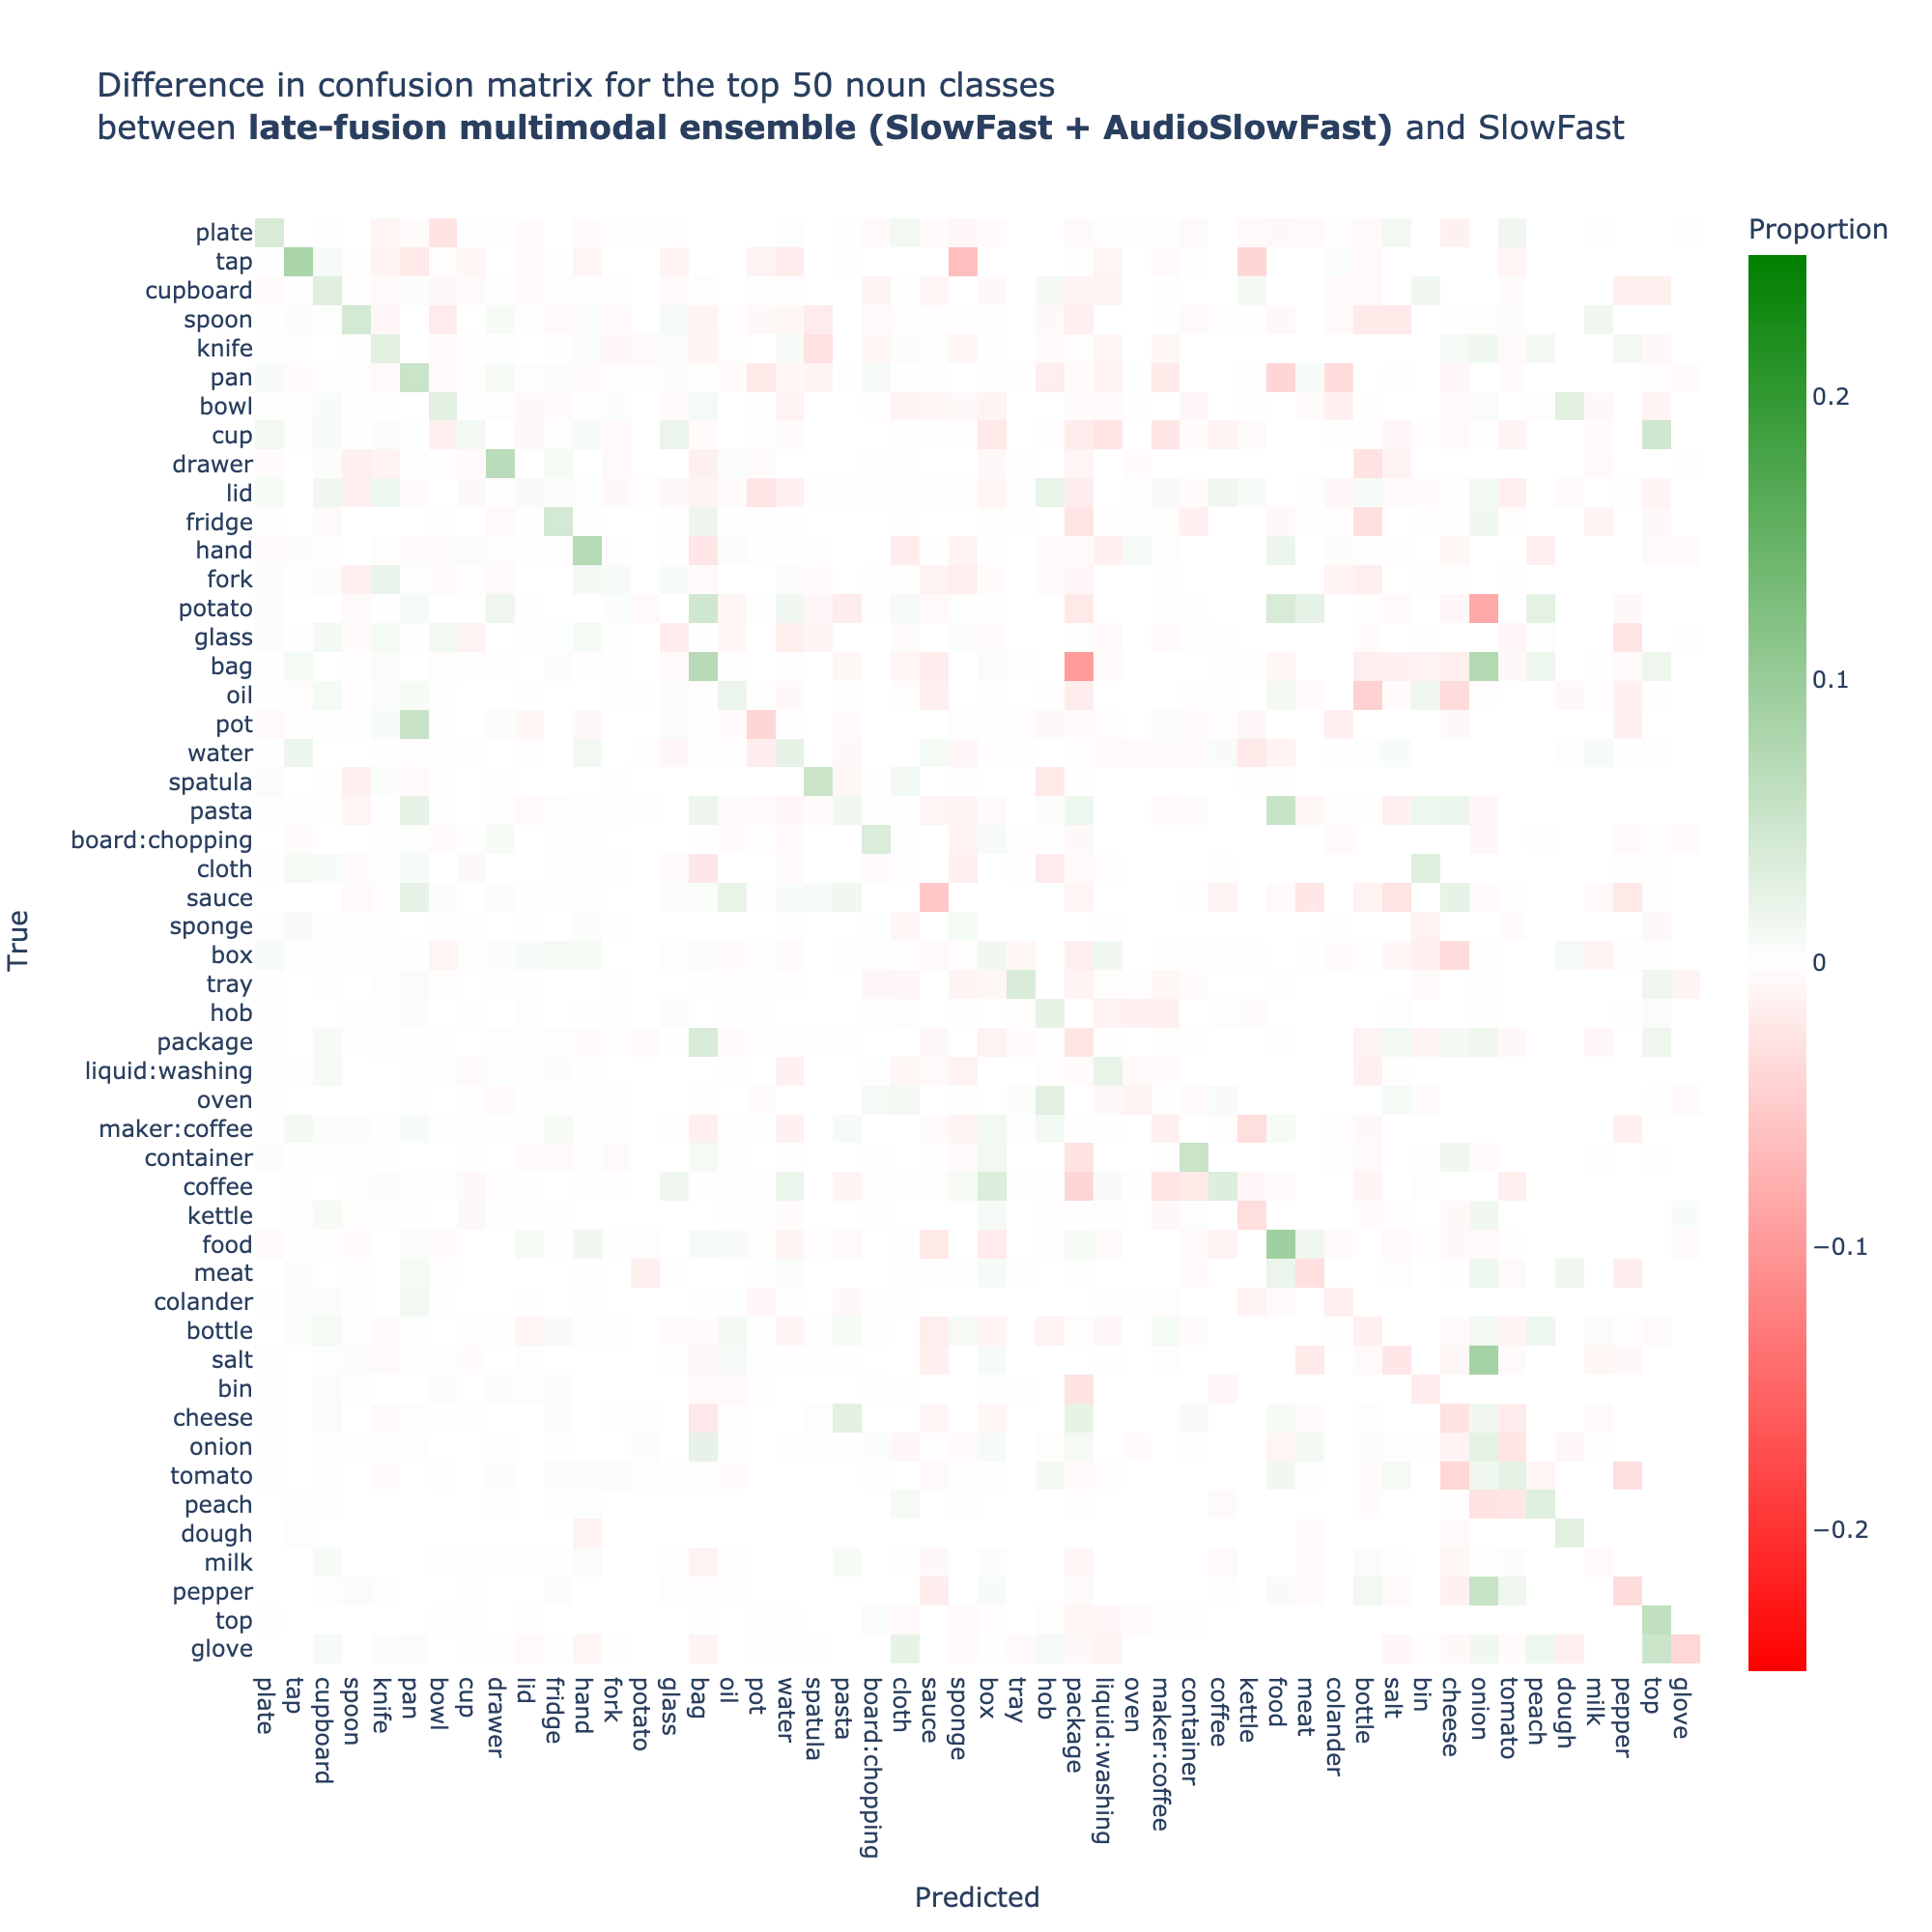 Difference in confusion matrix for the top 50 noun classes
between late-fusion multimodal ensemble (SlowFast + AudioSlowFast) and SlowFast
Proportion
0.2
0.1
0
−0.1
−0.2
True
plate
tap
cupboard
spoon
knife
pan
bowl
cup
drawer
lid
fridge
hand
fork
potato
glass
bag
oil
pot
water
spatula
pasta
board:chopping
cloth
sauce
sponge
box
tray
hob
package
liquid:washing
oven
maker:coffee
container
coffee
kettle
food
meat
colander
bottle
salt
bin
cheese
onion
tomato
peach
dough
milk
pepper
top
glove
plate
tap
cupboard
spoon
knife
pan
bowl
cup
drawer
lid
fridge
hand
fork
potato
glass
bag
oil
pot
water
spatula
pasta
board:chopping
cloth
sauce
sponge
box
tray
hob
package
liquid:washing
oven
maker:coffee
container
coffee
kettle
food
meat
colander
bottle
salt
bin
cheese
onion
tomato
peach
dough
milk
pepper
top
glove
Predicted